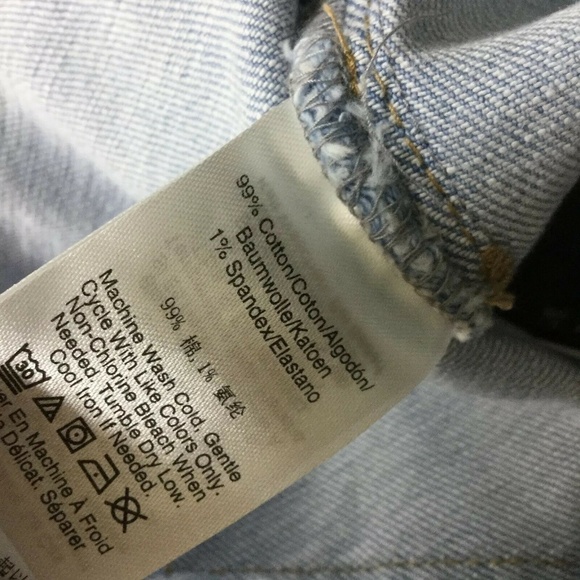 99% Cotton/Coton/Algodón/
Baumwolle/Katoen
1% Spandex/Elastano
99% 棉, 1% 氨纶
Machine Wash Cold, Gentle
Cycle With Like Colors Only.
Non-Chlorine Bleach When
Needed. Tumble Dry Low.
Cool Iron If Needed.
30
En Machine À Froid
Délicat. Séparer